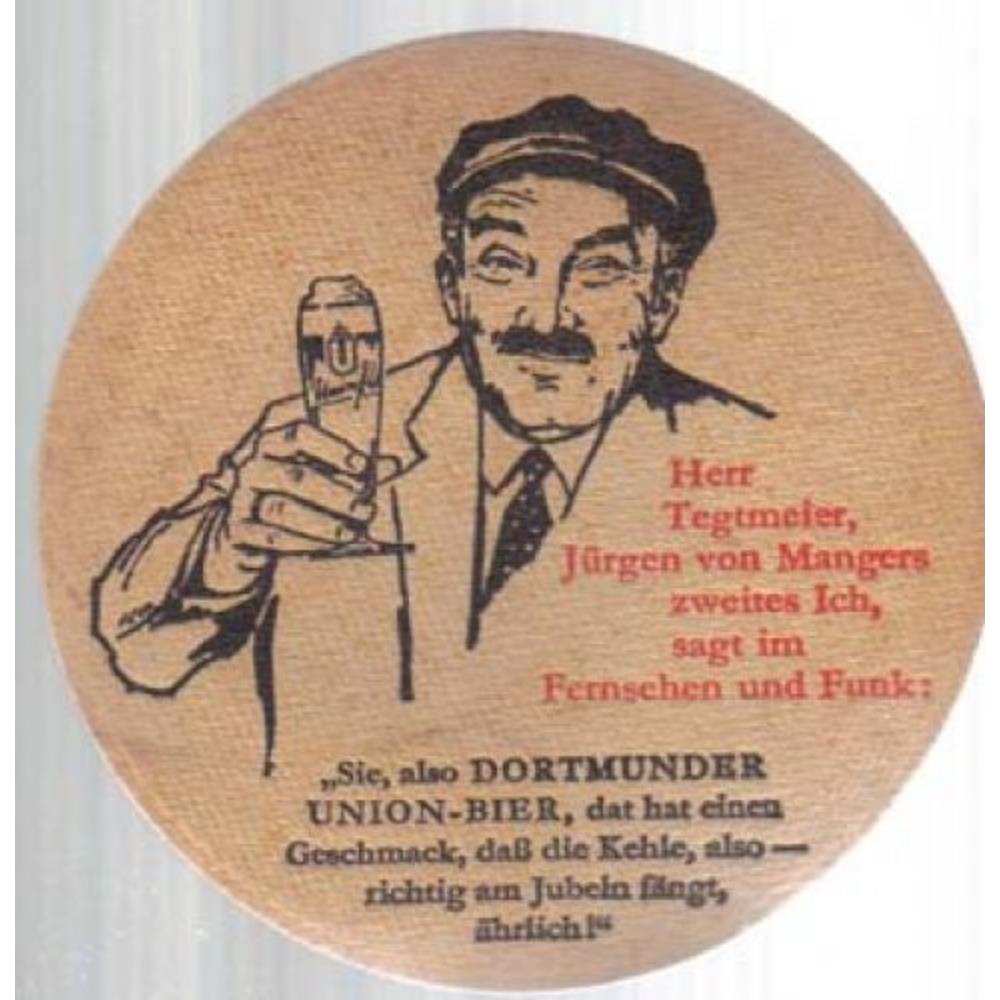 Herr
Tegtmeier,
Jürgen von Mangers
zweites Ich,
sagt im
Fernsehen und Funk:
„Sie, also DORTMUNDER
UNION-BIER, dat hat einen
Geschmack, daß die Kehle, also —
richtig am Jubeln fängt,
ährlich!“